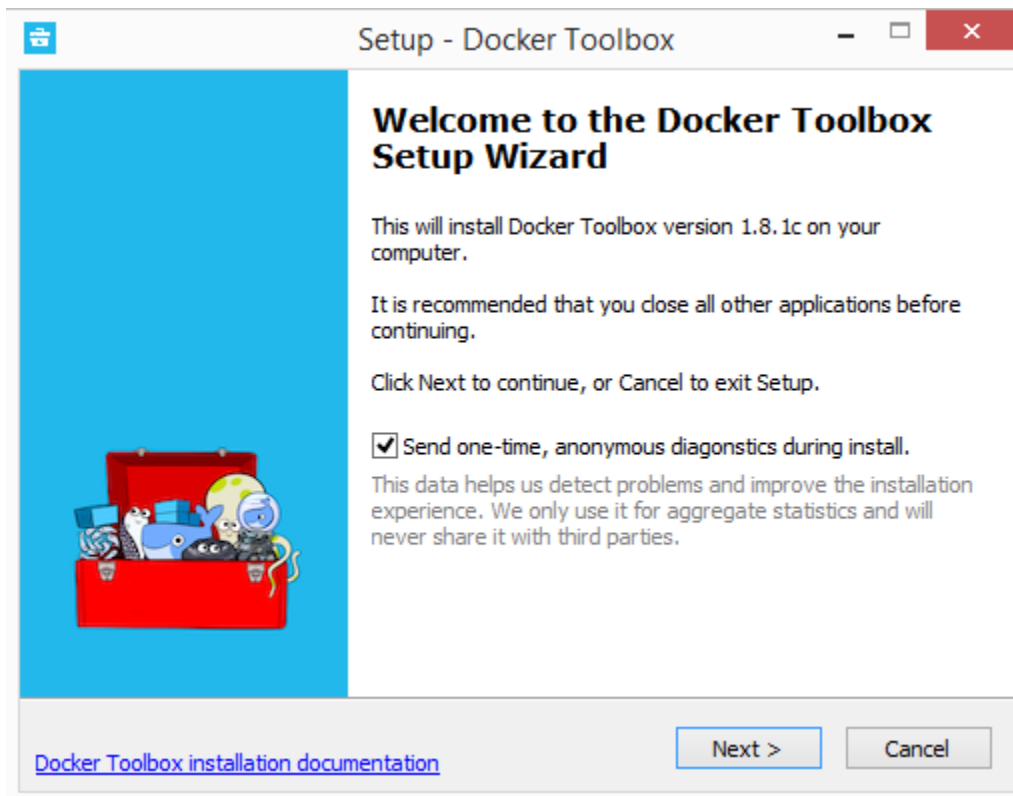 Setup - Docker Toolbox
Welcome to the Docker Toolbox
Setup Wizard
This will install Docker Toolbox version 1.8.1c on your
computer.
It is recommended that you close all other applications before
continuing.
Click Next to continue, or Cancel to exit Setup.
Send one-time, anonymous diagonstics during install.
This data helps us detect problems and improve the installation
experience. We only use it for aggregate statistics and will
never share it with third parties.
Docker Toolbox installation documentation
Next >
Cancel